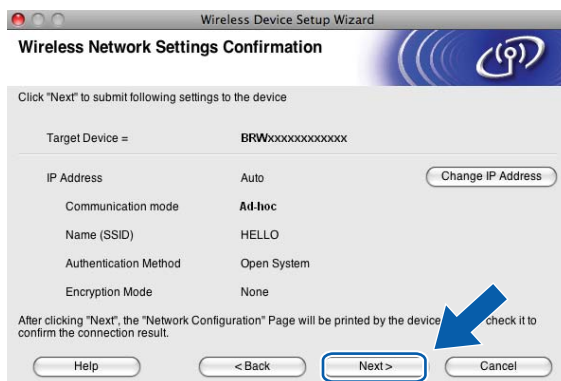 Wireless Device Setup Wizard
Wireless Network Settings Confirmation
Click "Next" to submit following settings to the device
Target Device = BRWxxxxxxxxxxxx
IP Address Auto Change IP Address
Communication mode Ad-hoc
Name (SSID) HELLO
Authentication Method Open System
Encryption Mode None
After clicking "Next", the "Network Configuration" Page will be printed by the device check it to
confirm the connection result.
Help < Back Next > Cancel